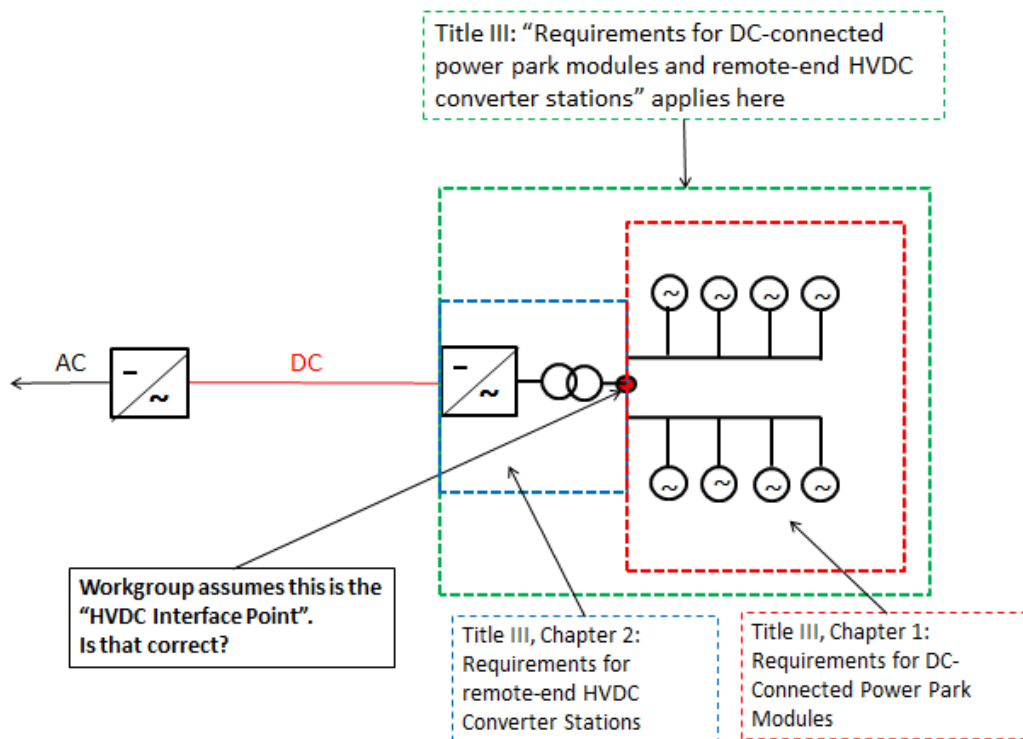 Title III: “Requirements for DC-connected
power park modules and remote-end HVDC
converter stations” applies here
AC
DC
–
~
–
~
~ ~ ~ ~
~ ~ ~ ~
Workgroup assumes this is the
“HVDC Interface Point”.
Is that correct?
Title III, Chapter 2:
Requirements for
remote-end HVDC
Converter Stations
Title III, Chapter 1:
Requirements for DC-
Connected Power Park
Modules